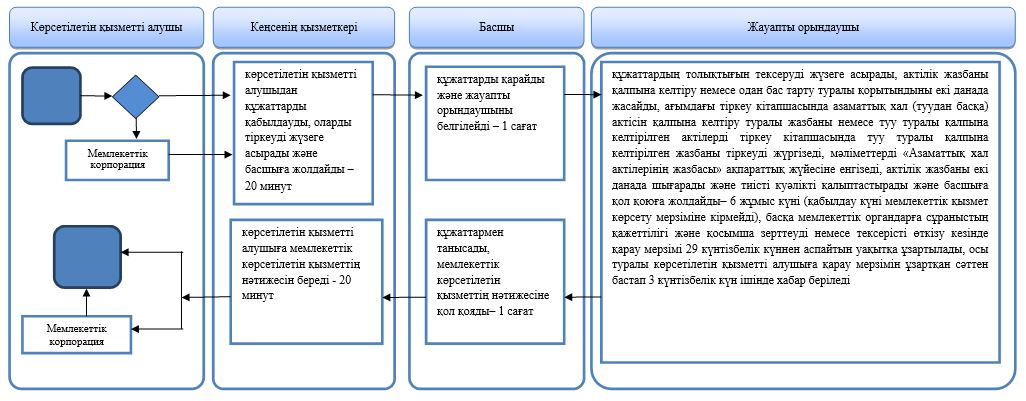 Көрсетілетін қызметті алушы
Кеңсенің қызметкері
Басшы
Жауапты орындаушы
Мемлекеттік
корпорация
көрсетілетін қызметті
алушыдан
құжаттарды
қабылдауды, оларды
тіркеуді жүзеге
асырады және
басшыға жолдайды –
20 минут
құжаттарды қарайды
және жауапты
орындаушыны
белгілейді – 1 сағат
құжаттардың толықтығын тексеруді жүзеге асырады, актілік жазбаны
қалпына келтіру немесе одан бас тарту туралы қорытындыны екі данада
жасайды, ағымдағы тіркеу кітапшасында азаматтық хал (туудан басқа)
актісін қалпына келтіру туралы жазбаны немесе туу туралы қалпына
келтірілген актілерді тіркеу кітапшасында туу туралы қалпына
келтірілген жазбаны тіркеуді жүргізеді, мәліметтерді «Азаматтық хал
актілерінің жазбасы» ақпараттық жүйесіне енгізеді, актілік жазбаны екі
данада шығарады және тиісті куәлікті қалыптастырады және басшыға
қол қоюға жолдайды– 6 жұмыс күні (қабылдау күні мемлекеттік қызмет
көрсету мерзіміне кірмейді), басқа мемлекеттік органдарға сұраныстың
қажеттілігі және қосымша зерттеуді немесе тексерісті өткізу кезінде
қарау мерзімі 29 күнтізбелік күннен аспайтын уақытқа ұзартылады, осы
туралы көрсетілетін қызметті алушыға қарау мерзімін ұзартқан сәттен
бастап 3 күнтізбелік күн ішінде хабар беріледі
көрсетілетін қызметті
алушыға мемлекеттік
көрсетілетін қызметтің
нәтижесін береді - 20
минут
құжаттармен
танысады,
мемлекеттік
көрсетілетін
қызметтің нәтижесіне
қол қояды– 1 сағат
Мемлекеттік
корпорация